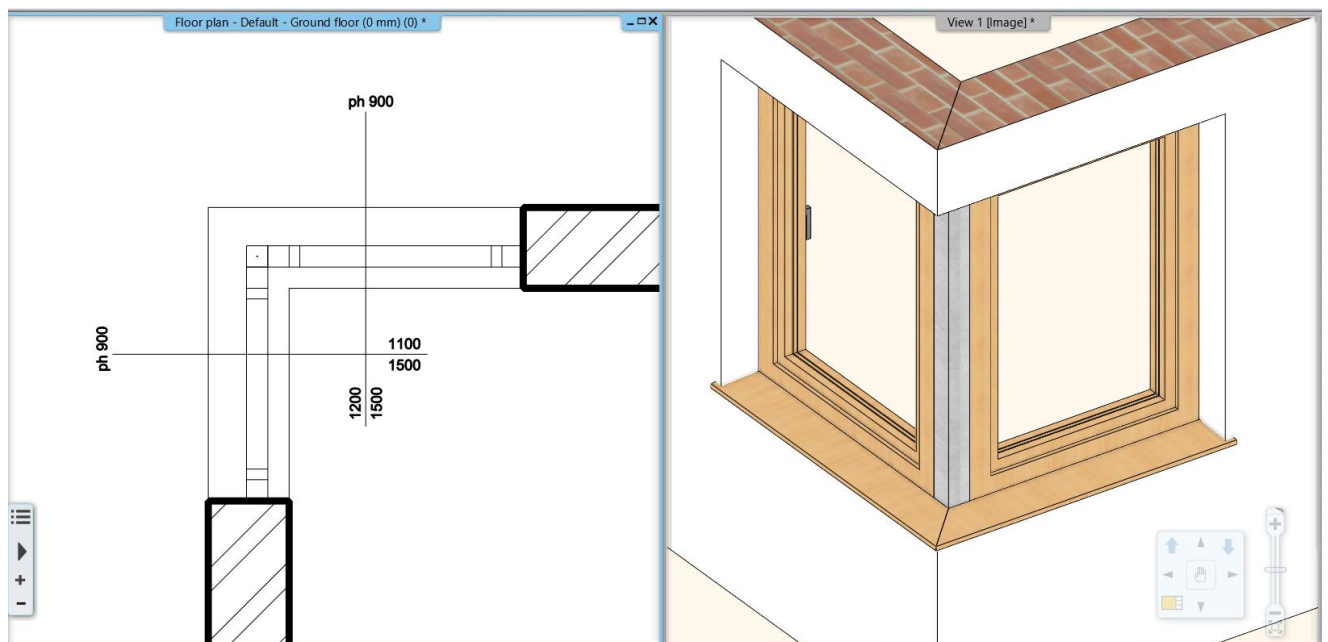 Floor plan - Default - Ground floor (0 mm) (0) *
View 1 [Image] *
ph 900
ph 900
1100
1500
1200
1500